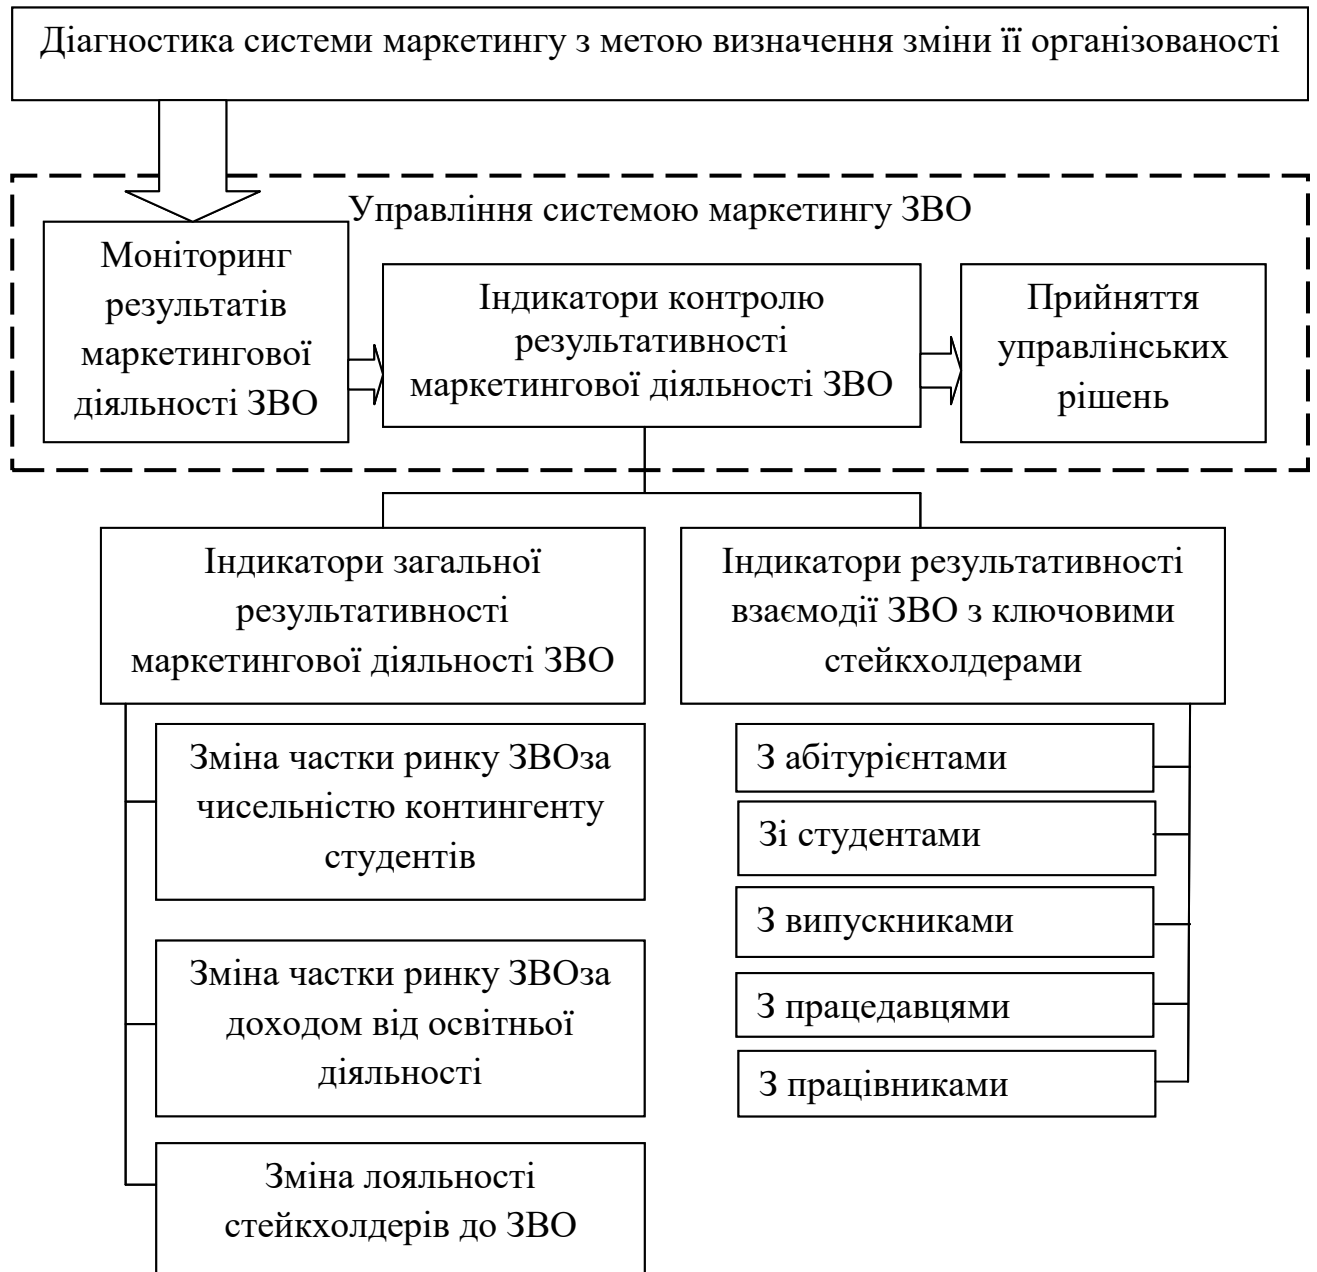 Діагностика системи маркетингу з метою визначення зміни її організованості
Управління системою маркетингу ЗВО
Моніторинг
результатів
маркетингової
діяльності ЗВО
Індикатори контролю
результативності
маркетингової діяльності ЗВО
Прийняття
управлінських
рішень
Індикатори загальної
результативності
маркетингової діяльності ЗВО
Зміна частки ринку ЗВОза
чисельністю контингенту
студентів
Зміна частки ринку ЗВОза
доходом від освітньої
діяльності
Зміна лояльності
стейкхолдерів до ЗВО
Індикатори результативності
взаємодії ЗВО з ключовими
стейкхолдерами
З абітурієнтами
Зі студентами
З випускниками
З працедавцями
З працівниками